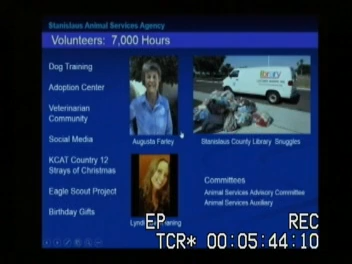 Stanislaus Animal Services Agency
Volunteers: 7,000 Hours
Dog Training
Adoption Center
Veterinarian
Community
Social Media
KCAT Country 12
Strays of Christmas
Eagle Scout Project
Birthday Gifts
Augusta Farley
Stanislaus County Library Snuggles
Committees
Animal Services Advisory Committee
Animal Services Auxiliary
EP
REC
TCR* 00:05:44:10